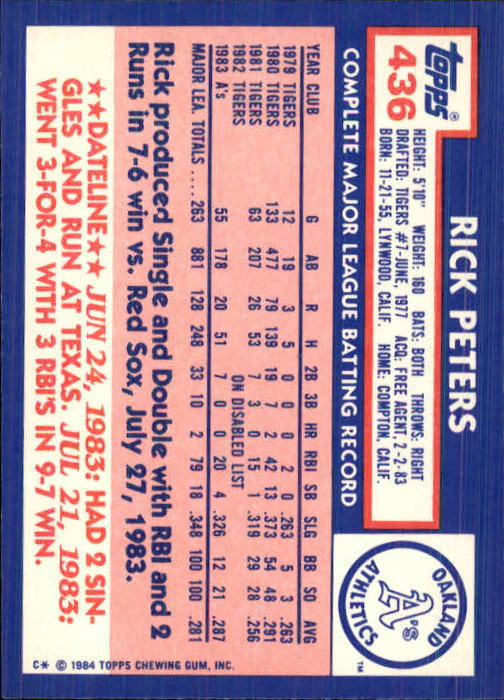 topps®
436
RICK PETERS
HEIGHT: 5'10" WEIGHT: 160 BATS: BOTH THROWS: RIGHT
DRAFTED: TIGERS #7-JUNE, 1977 ACQ: FREE AGENT, 2-2-83
BORN: 11-21-55, LYNWOOD, CALIF. HOME: COMPTON, CALIF.
OAKLAND
A's
ATHLETICS
TM
COMPLETE MAJOR LEAGUE BATTING RECORD
YEAR CLUB G AB R H 2B 3B HR RBI SB SLG BB SO AVG
1979 TIGERS 12 19 3 5 0 0 0 2 0 .263 5 3 .263
1980 TIGERS 133 477 79 139 19 7 2 42 13 .373 54 48 .291
1981 TIGERS 63 207 26 53 7 3 0 15 1 .319 29 28 .256
1982 TIGERS ON DISABLED LIST
1983 A's 55 178 20 51 7 0 0 20 4 .326 12 21 .287
MAJOR LEA. TOTALS ..... 263 881 128 248 33 10 2 79 18 .348 100 100 .281
Rick produced Single and Double with RBI and 2
Runs in 7-6 win vs. Red Sox, July 27, 1983.
★★DATELINE★★ JUN 24, 1983: HAD 2 SIN-
GLES AND RUN AT TEXAS. JUL 21, 1983:
WENT 3-FOR-4 WITH 3 RBI'S IN 9-7 WIN.
C* © 1984 TOPPS CHEWING GUM, INC.